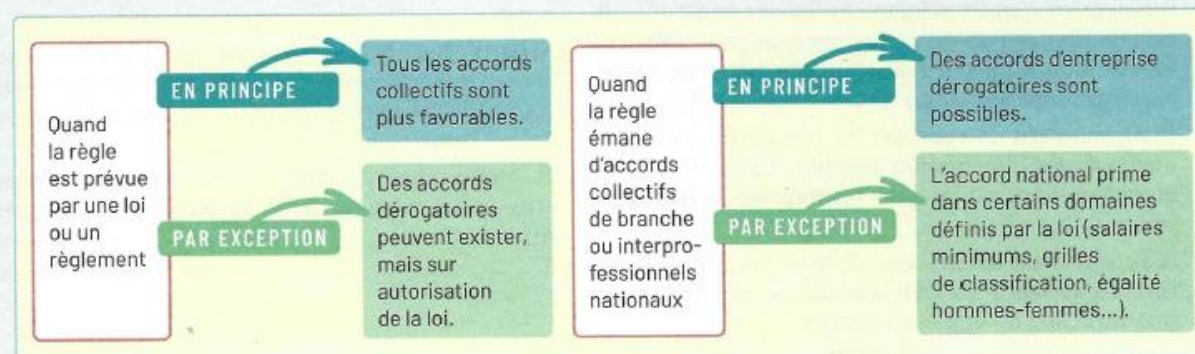 Quand
la règle
est prévue
par une loi
ou un
règlement
EN PRINCIPE
Tous les accords
collectifs sont
plus favorables.
PAR EXCEPTION
Des accords
dérogatoires
peuvent exister,
mais sur
autorisation
de la loi.
Quand
la règle
émane
d'accords
collectifs
de branche
ou interpro-
fessionnels
nationaux
EN PRINCIPE
Des accords d'entreprise
dérogatoires sont
possibles.
PAR EXCEPTION
L'accord national prime
dans certains domaines
définis par la loi (salaires
minimums, grilles
de classification, égalité
hommes-femmes...).